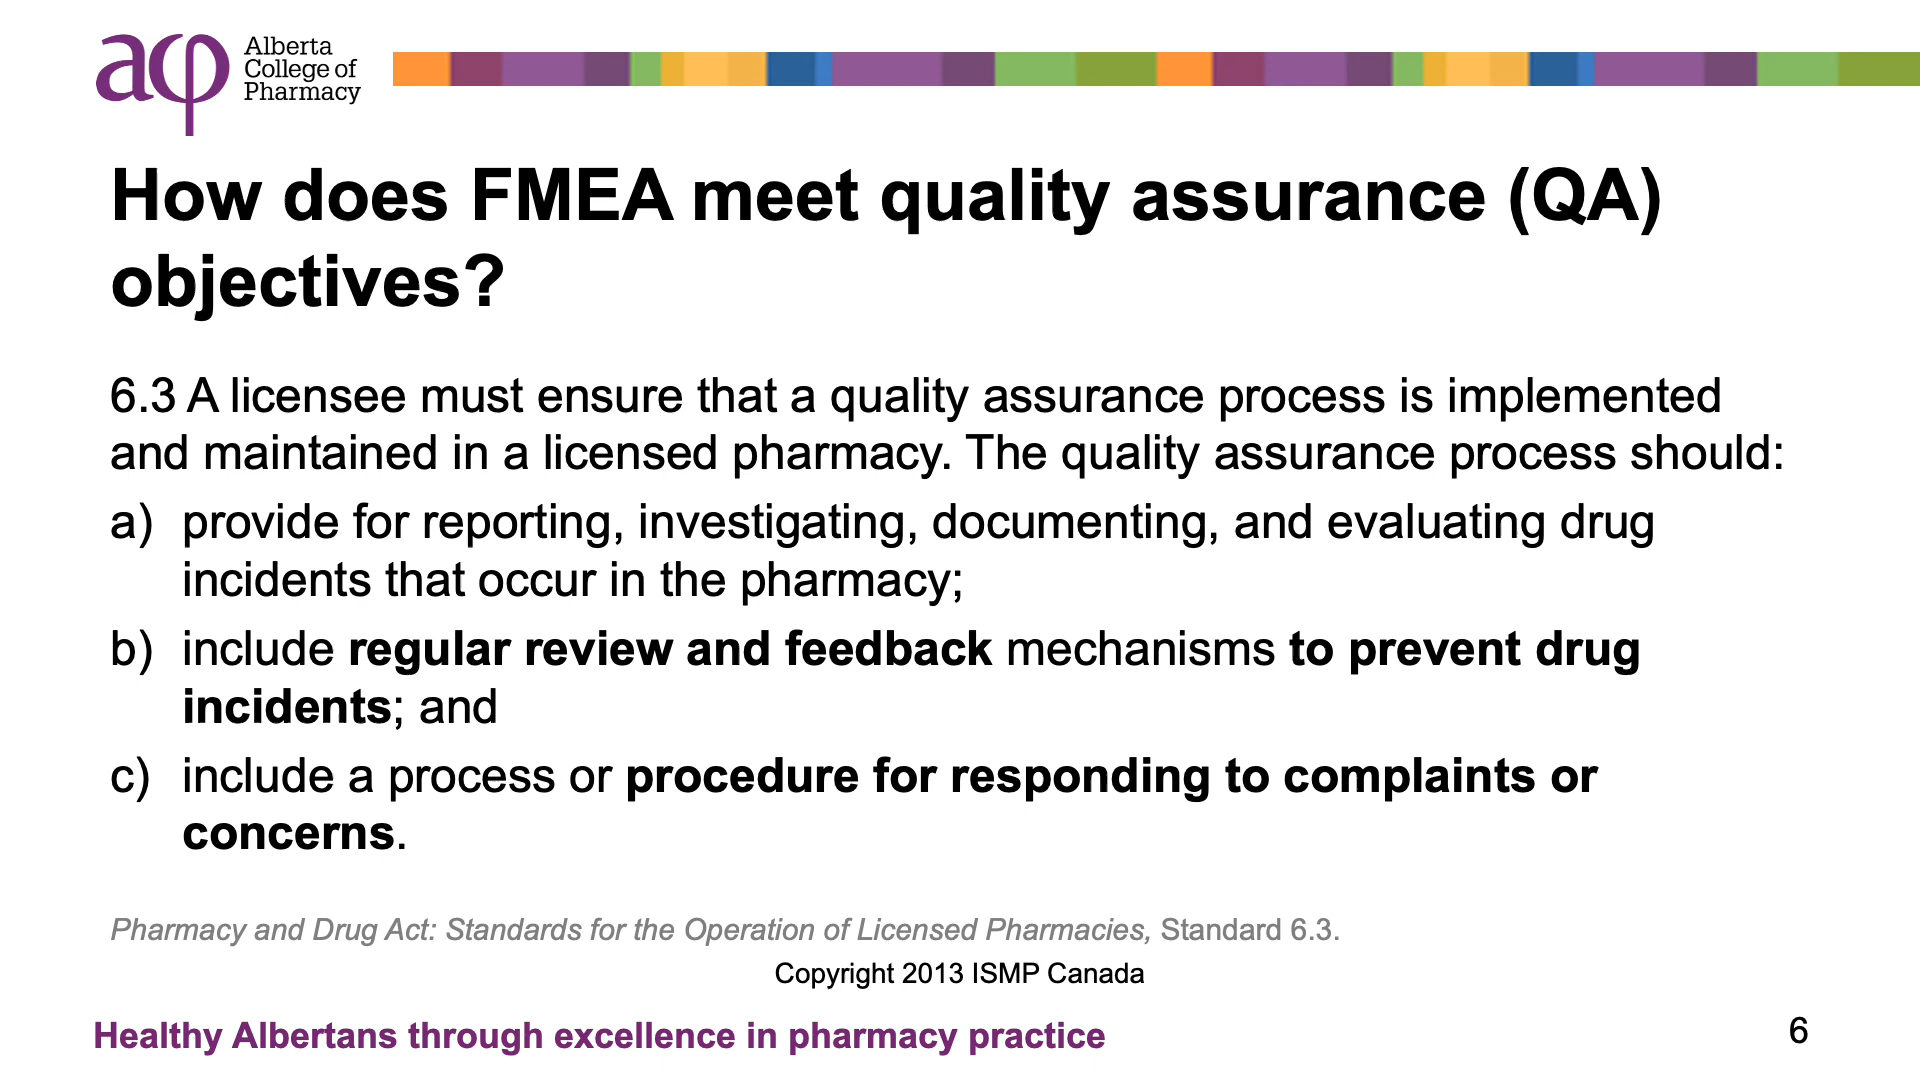 acp
Alberta
College of
Pharmacy
How does FMEA meet quality assurance (QA)
objectives?
6.3 A licensee must ensure that a quality assurance process is implemented
and maintained in a licensed pharmacy. The quality assurance process should:
a) provide for reporting, investigating, documenting, and evaluating drug
incidents that occur in the pharmacy;
b) include regular review and feedback mechanisms to prevent drug
incidents; and
c) include a process or procedure for responding to complaints or
concerns.
Pharmacy and Drug Act: Standards for the Operation of Licensed Pharmacies, Standard 6.3.
Copyright 2013 ISMP Canada
Healthy Albertans through excellence in pharmacy practice
6